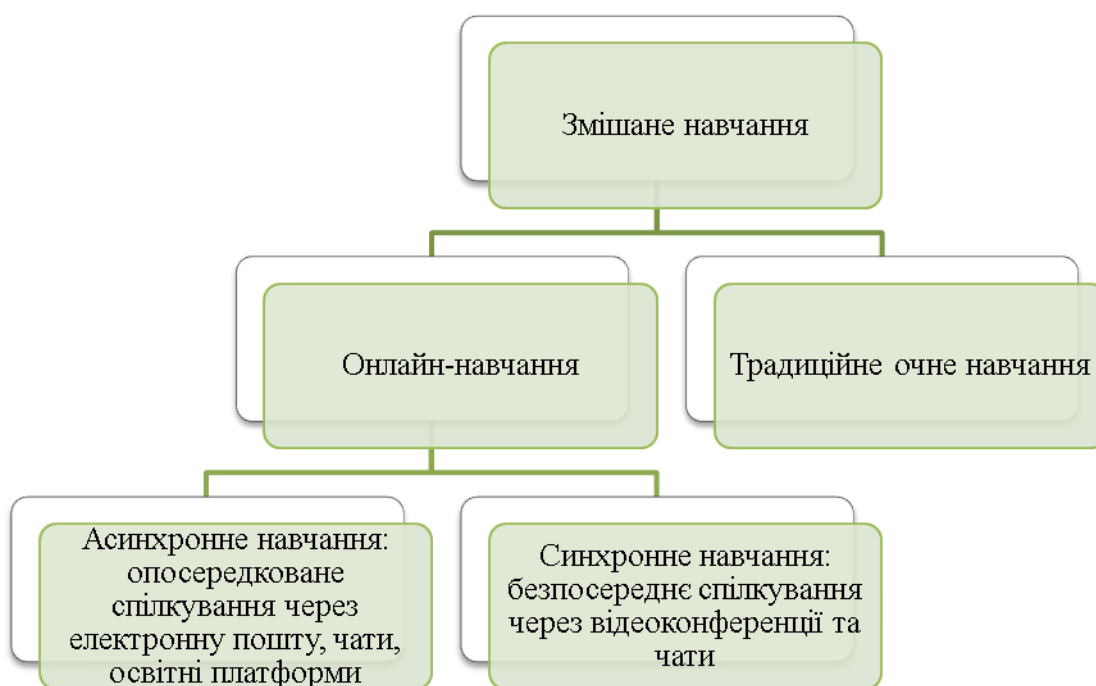 Змішане навчання
Онлайн-навчання
Традиційне очне навчання
Асинхронне навчання:
опосередковане
спілкування через
електронну пошту, чати,
освітні платформи
Синхронне навчання:
безпосереднє спілкування
через відеоконференції та
чати